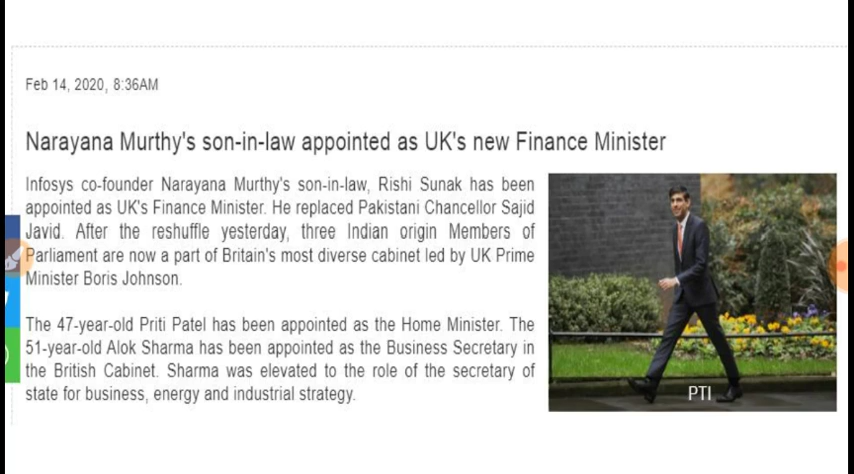 Feb 14, 2020, 8:36AM
Narayana Murthy's son-in-law appointed as UK's new Finance Minister
Infosys co-founder Narayana Murthy's son-in-law, Rishi Sunak has been
appointed as UK's Finance Minister. He replaced Pakistani Chancellor Sajid
Javid. After the reshuffle yesterday, three Indian origin Members of
Parliament are now a part of Britain's most diverse cabinet led by UK Prime
Minister Boris Johnson.
The 47-year-old Priti Patel has been appointed as the Home Minister. The
51-year-old Alok Sharma has been appointed as the Business Secretary in
the British Cabinet. Sharma was elevated to the role of the secretary of
state for business, energy and industrial strategy.
PTI